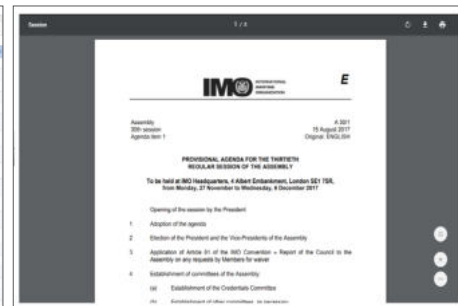 Session
1 / 4
IMO INTERNATIONAL
MARITIME
ORGANIZATION
E
Assembly
30th session
Agenda item 1
A 30/1
15 August 2017
Original: ENGLISH
PROVISIONAL AGENDA FOR THE THIRTIETH
REGULAR SESSION OF THE ASSEMBLY
To be held at IMO Headquarters, 4 Albert Embankment, London SE1 7SR,
from Monday, 27 November to Wednesday, 6 December 2017
Opening of the session by the President
1 Adoption of the agenda
2 Election of the President and the Vice-Presidents of the Assembly
3 Application of Article 61 of the IMO Convention – Report of the Council to the
Assembly on any requests by Members for waiver
4 Establishment of committees of the Assembly
(a) Establishment of the Credentials Committee
(b) Establishment of other committees, as necessary